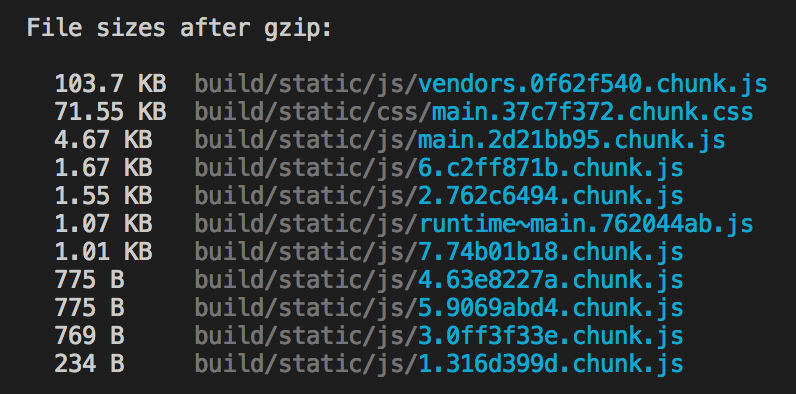 File sizes after gzip:
103.7 KB  build/static/js/vendors.0f62f540.chunk.js
71.55 KB  build/static/css/main.37c7f372.chunk.css
4.67 KB   build/static/js/main.2d21bb95.chunk.js
1.67 KB   build/static/js/6.c2ff871b.chunk.js
1.55 KB   build/static/js/2.762c6494.chunk.js
1.07 KB   build/static/js/runtime~main.762044ab.js
1.01 KB   build/static/js/7.74b01b18.chunk.js
775 B     build/static/js/4.63e8227a.chunk.js
775 B     build/static/js/5.9069abd4.chunk.js
769 B     build/static/js/3.0ff3f33e.chunk.js
234 B     build/static/js/1.316d399d.chunk.js